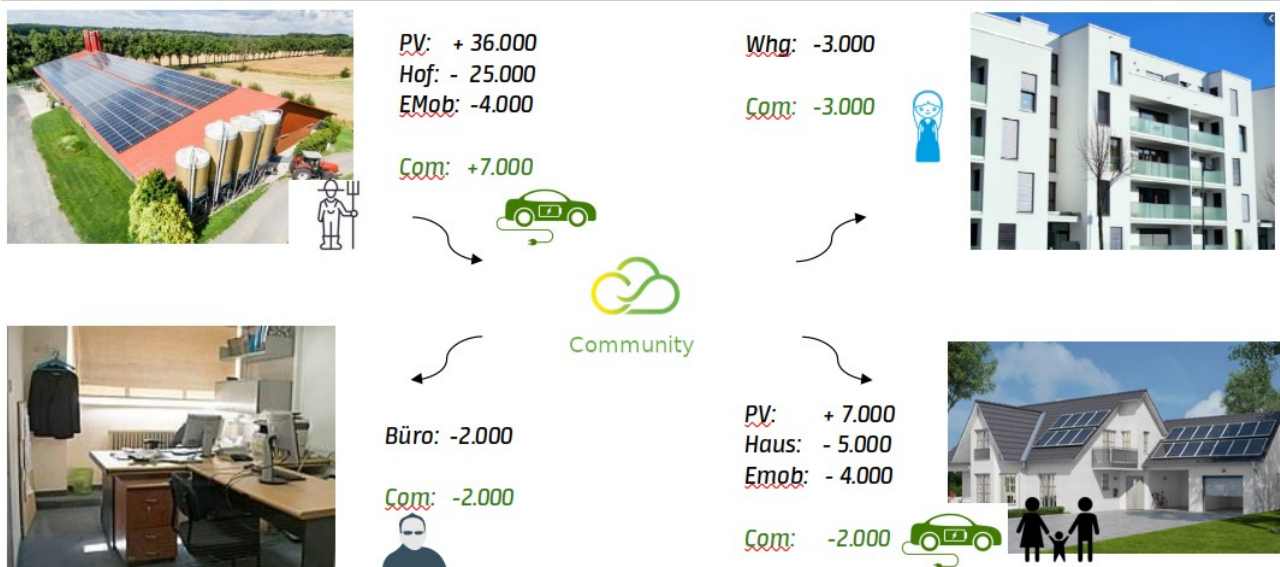 PV: + 36.000
Hof: - 25.000
EMob: -4.000
Com: +7.000
Whg: -3.000
Com: -3.000
Community
Büro: -2.000
Com: -2.000
PV: + 7.000
Haus: - 5.000
Emob: - 4.000
Com: -2.000